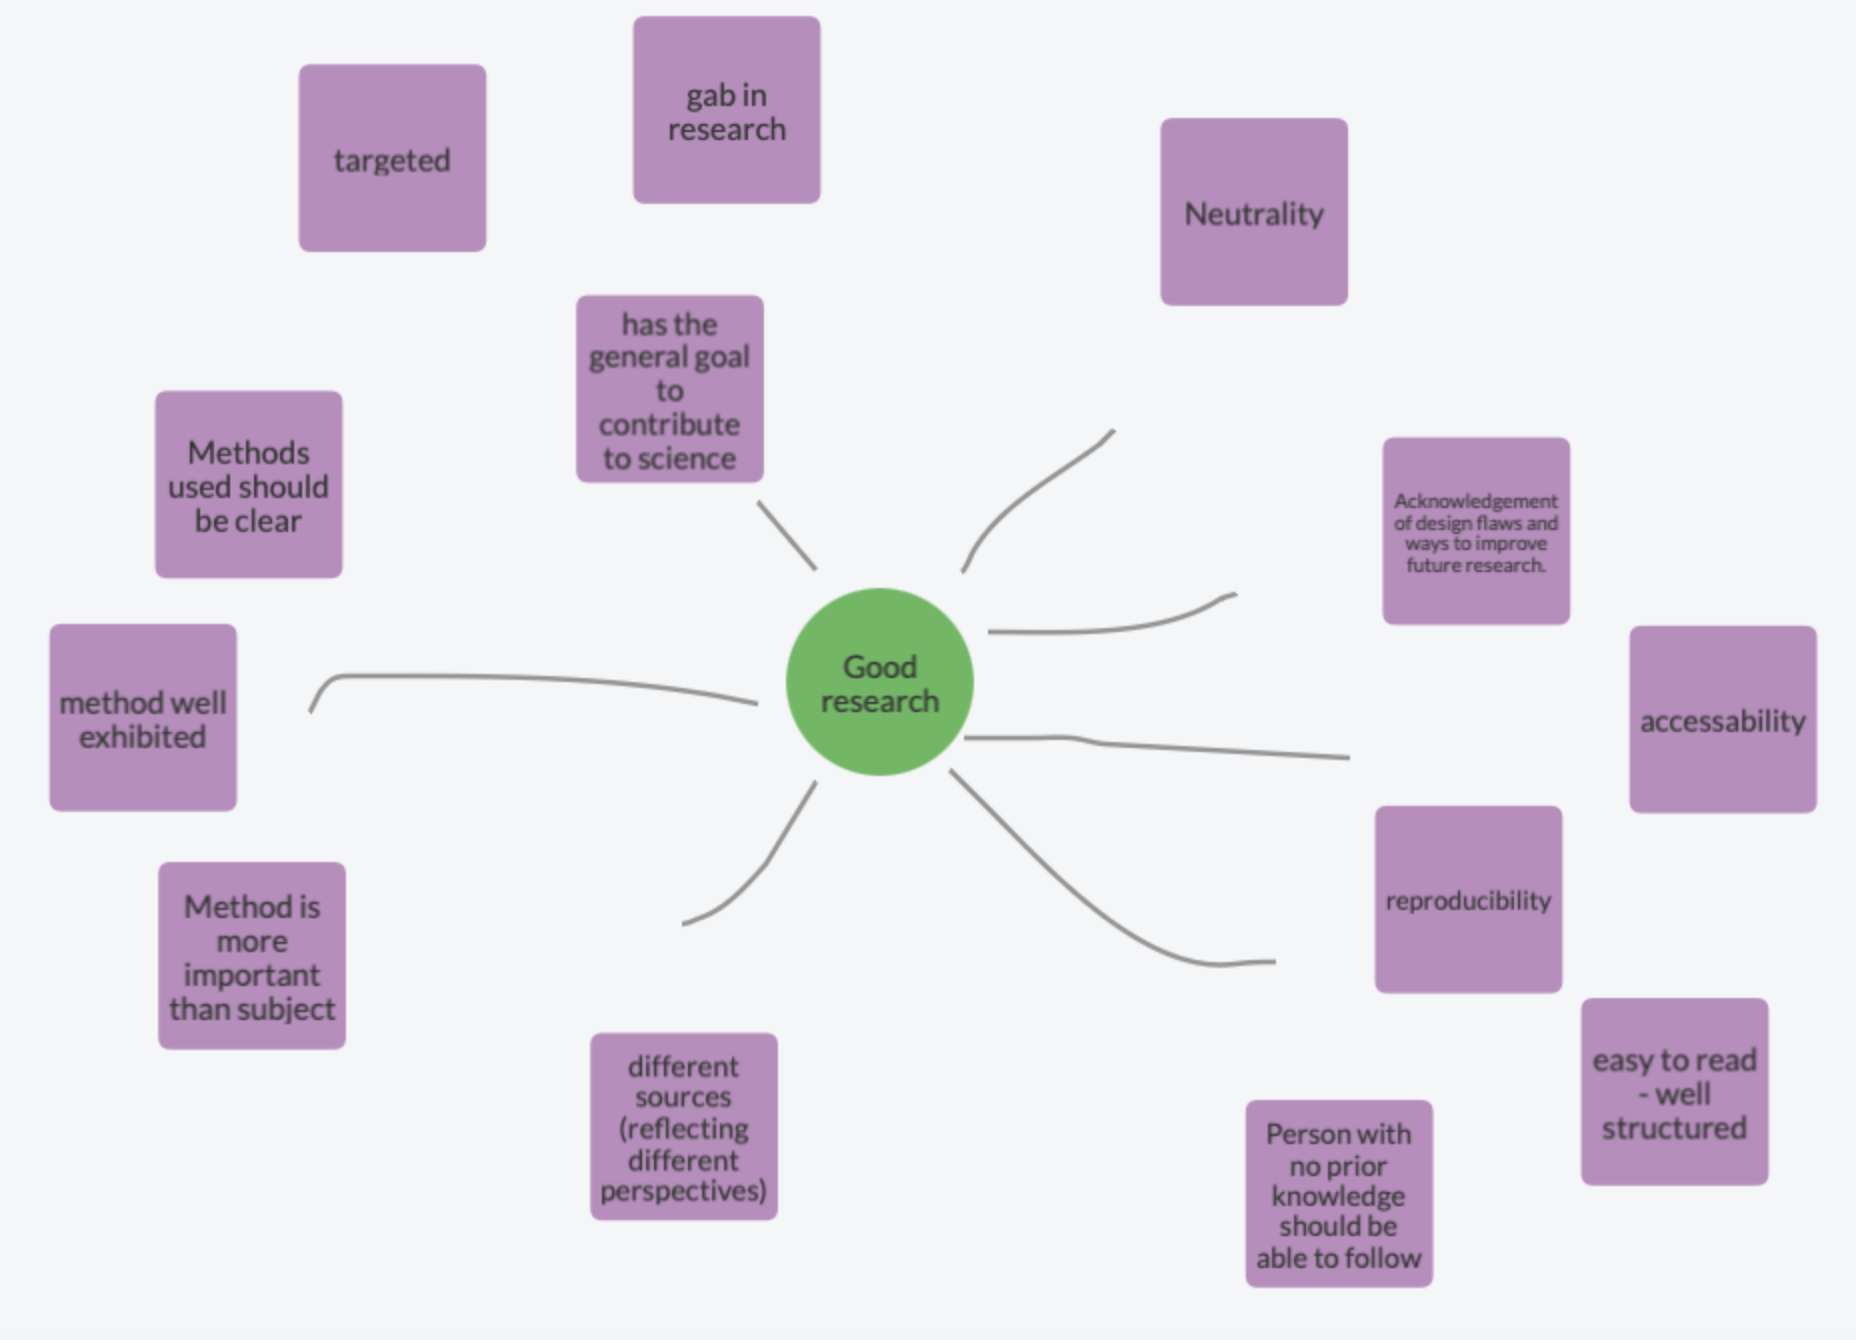 gab in
research
targeted
Neutrality
has the
general goal
to
contribute
to science
Methods
used should
be clear
Acknowledgement
of design flaws and
ways to improve
future research.
Good
research
method well
exhibited
accessability
reproducibility
Method is
more
important
than subject
different
sources
(reflecting
different
perspectives)
easy to read
- well
structured
Person with
no prior
knowledge
should be
able to follow